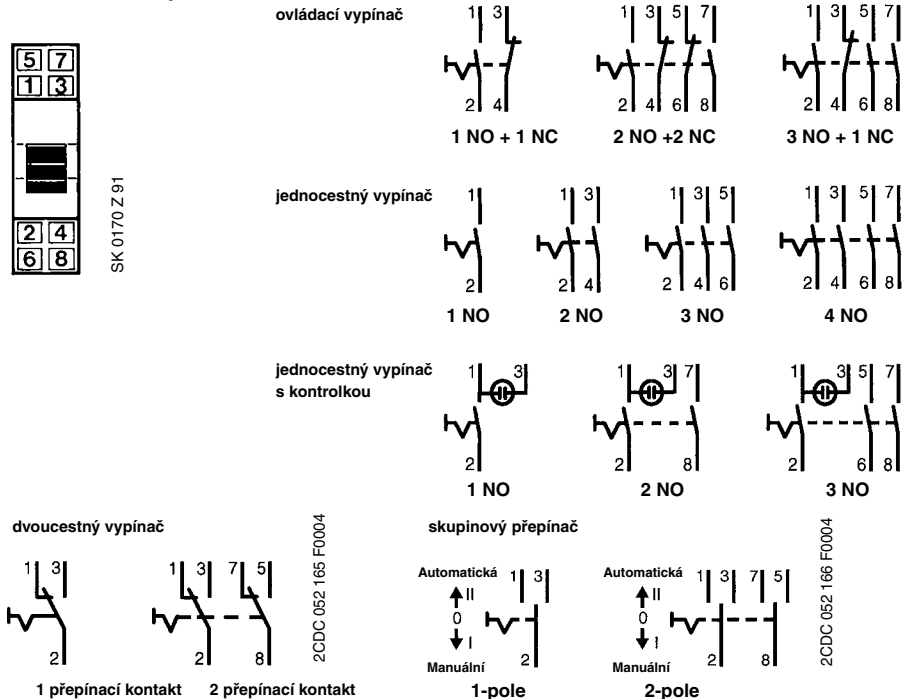 ovládací vypínač
1 3
2 4
1 NO + 1 NC
1 3 5 7
2 4 6 8
2 NO +2 NC
1 3 5 7
2 4 6 8
3 NO + 1 NC
5 7
1 3
2 4
6 8
SK 0170 Z 91
jednocestný vypínač
1
2
1 NO
1 3
2 4
2 NO
1 3 5
2 4 6
3 NO
1 3 5 7
2 4 6 8
4 NO
jednocestný vypínač
s kontrolkou
1 3
2
1 NO
1 3 7
2 8
2 NO
1 3 5 7
2 6 8
3 NO
dvoucestný vypínač
1 3
2
1 přepínací kontakt
1 3 7 5
2 8
2 přepínací kontakt
2CDC 052 165 F0004
skupinový přepínač
Automatická
II
0
I
Manuální
1 3
2
1-pole
Automatická
II
0
I
Manuální
1 3 7 5
2 8
2-pole
2CDC 052 166 F0004